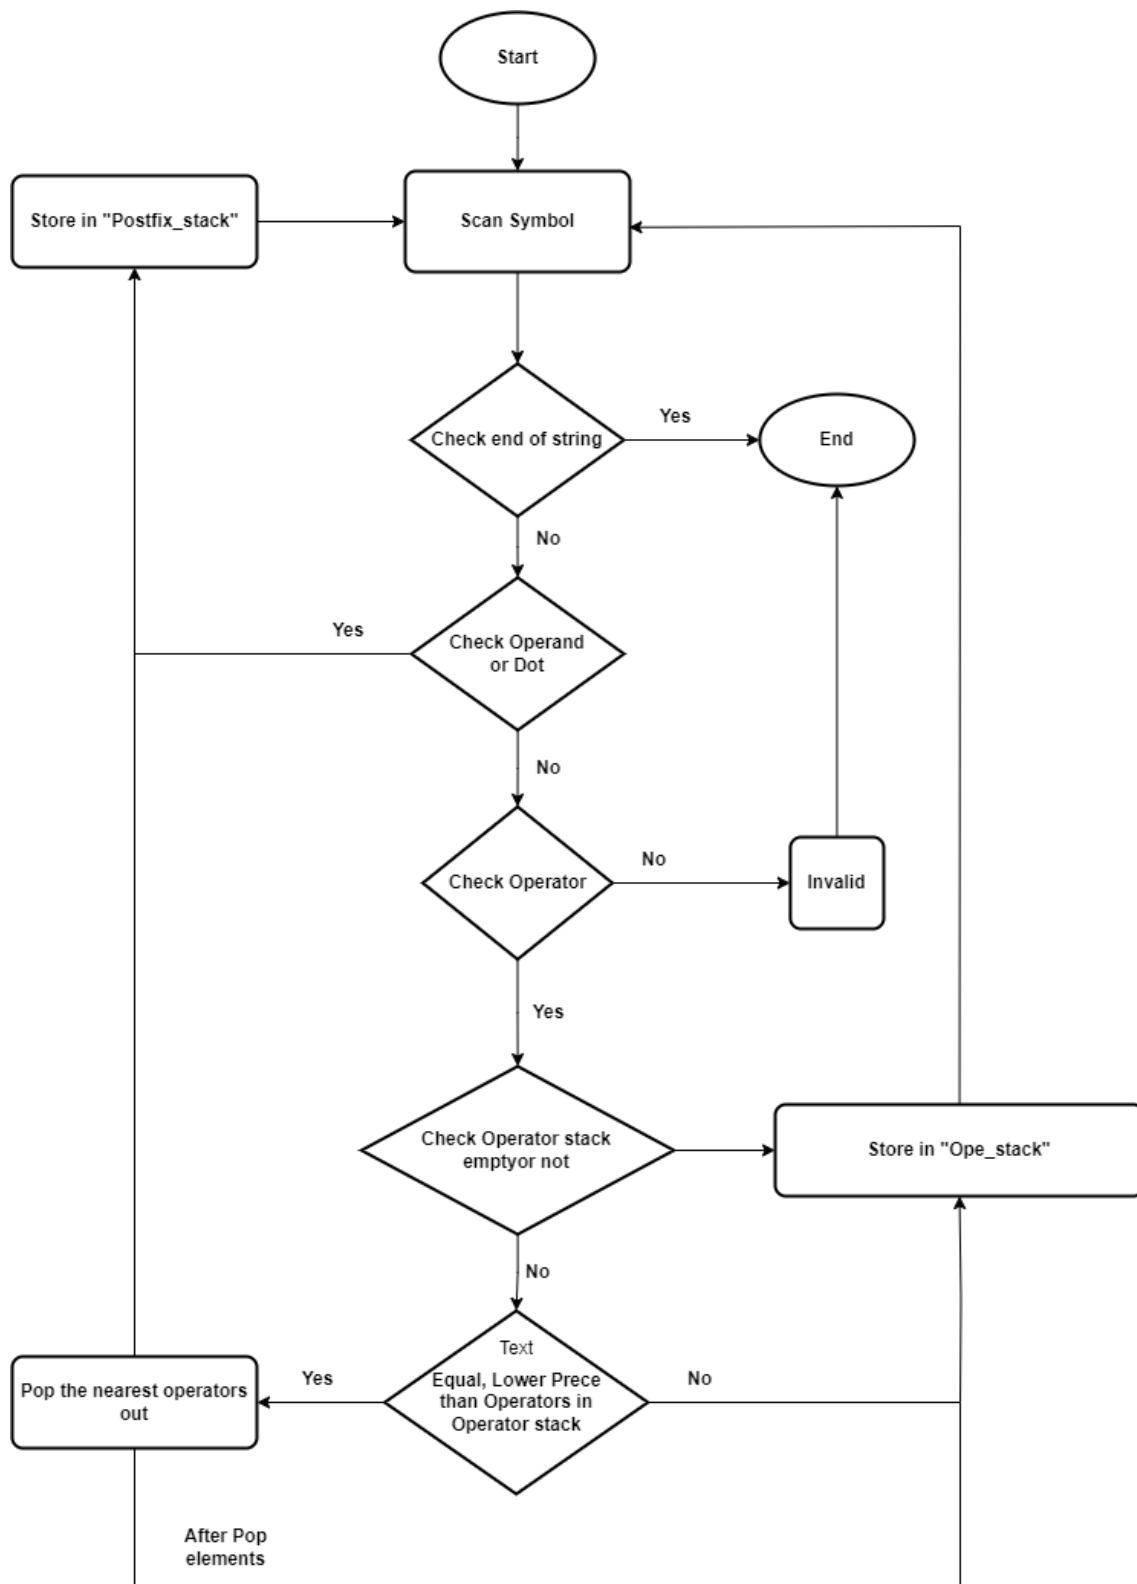 Start
Store in "Postfix_stack"
Scan Symbol
Check end of string
Yes
End
No
Check Operand
or Dot
Yes
No
Check Operator
No
Invalid
Yes
Check Operator stack
emptyor not
Store in "Ope_stack"
No
Text
Equal, Lower Prece
than Operators in
Operator stack
Yes
No
Pop the nearest operators
out
After Pop
elements